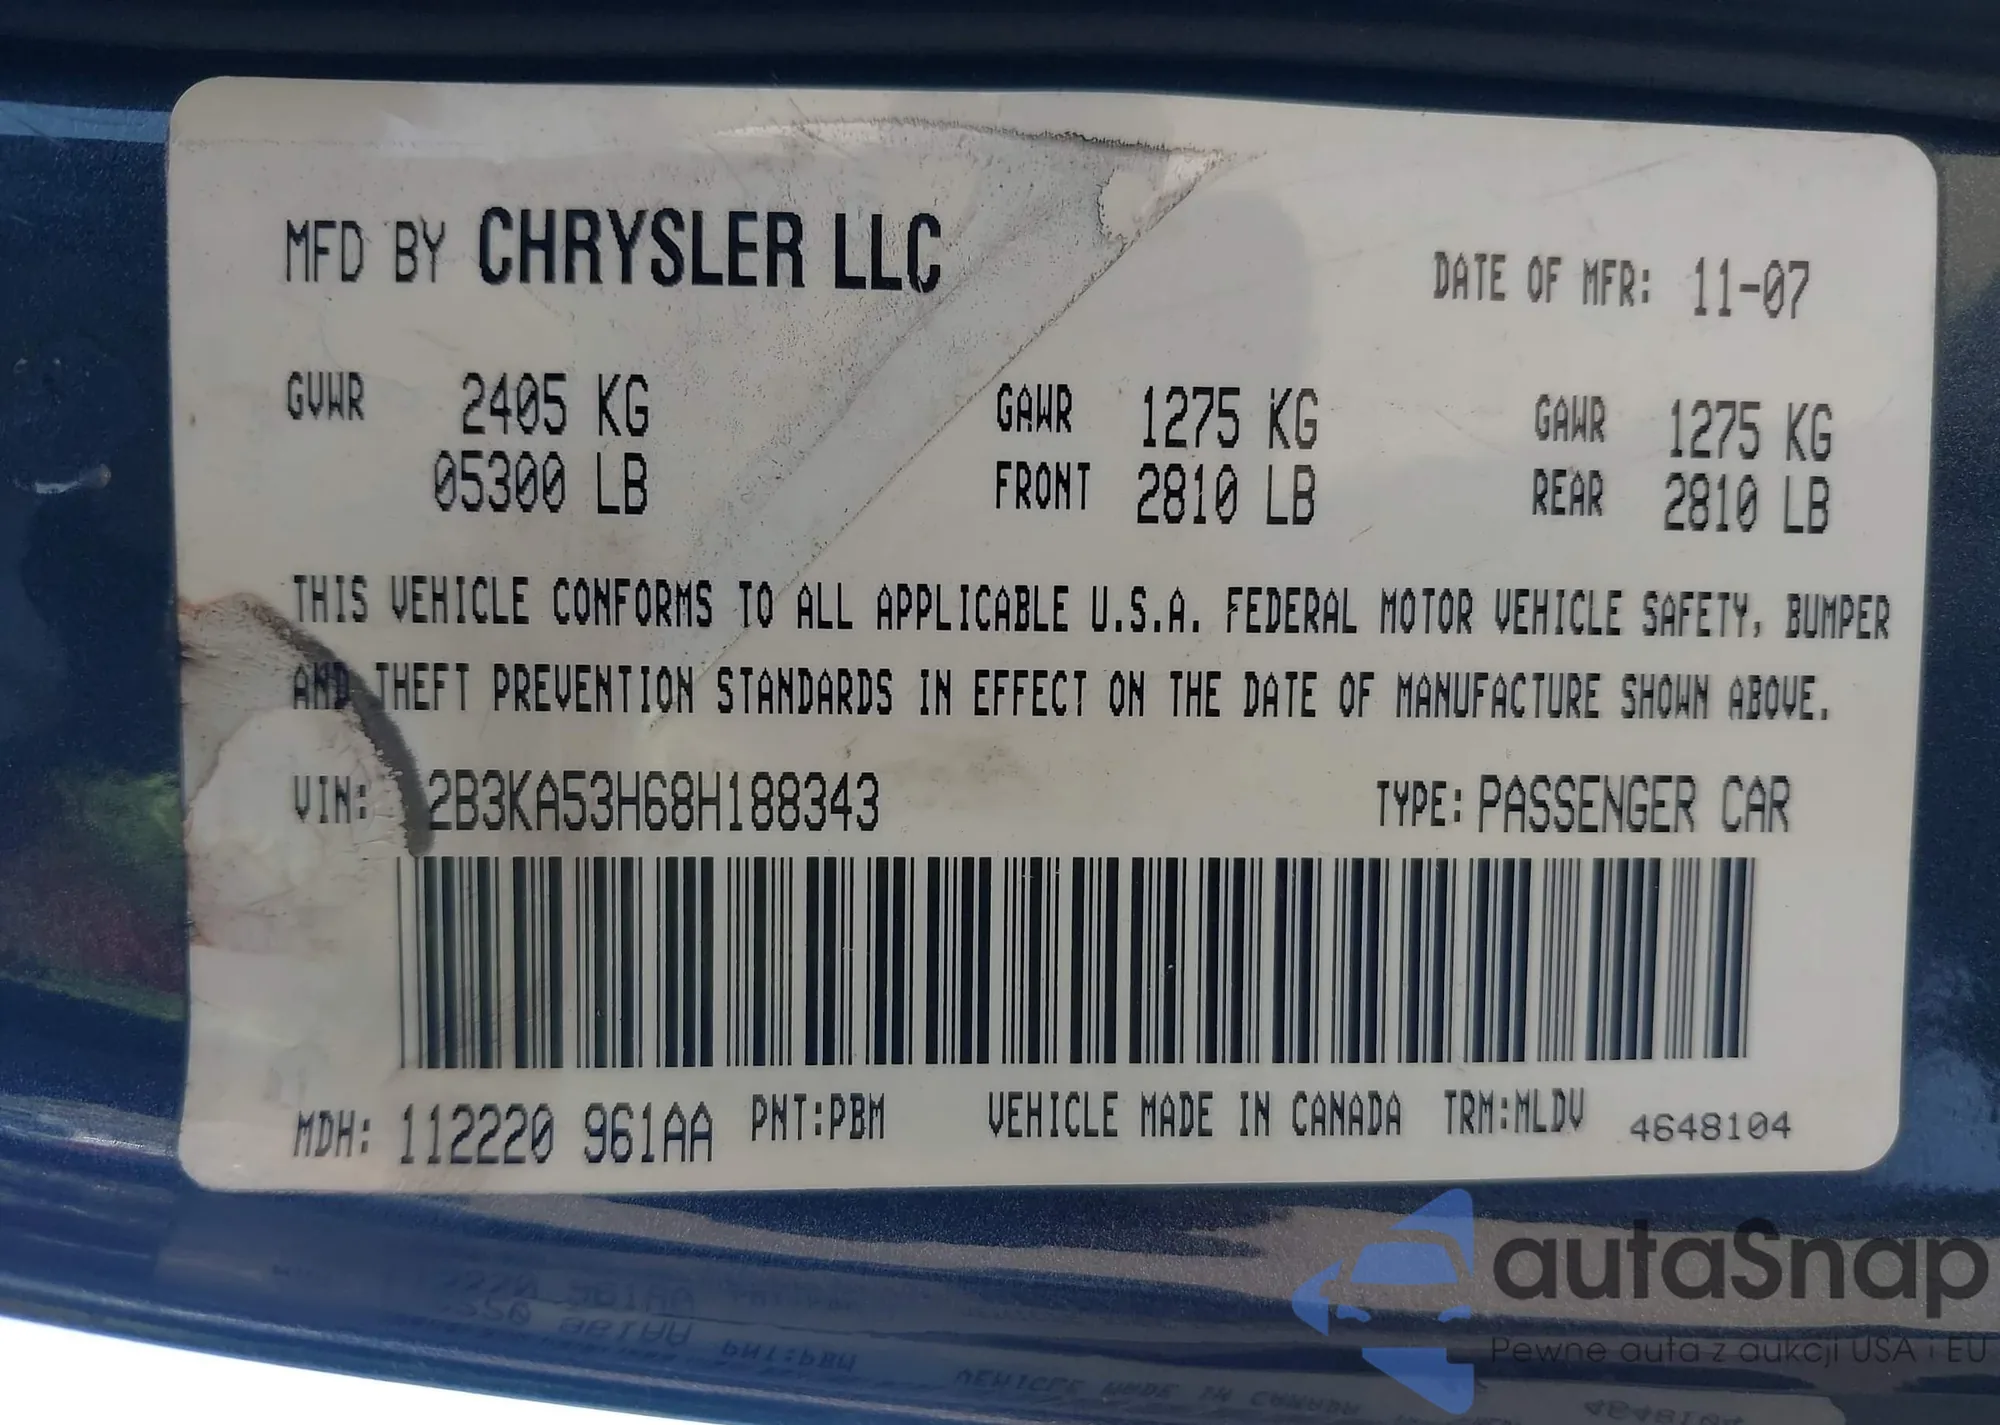 MFD BY CHRYSLER LLC
DATE OF MFR: 11-07
GVWR 2405 KG
05300 LB
GAWR 1275 KG
FRONT 2810 LB
GAWR 1275 KG
REAR 2810 LB
THIS VEHICLE CONFORMS TO ALL APPLICABLE U.S.A. FEDERAL MOTOR VEHICLE SAFETY, BUMPER
AND THEFT PREVENTION STANDARDS IN EFFECT ON THE DATE OF MANUFACTURE SHOWN ABOVE.
VIN: 2B3KA53H68H188343 TYPE: PASSENGER CAR
MDH: 112220 961AA PNT:PBM VEHICLE MADE IN CANADA TRM:MLDV 4648104
autaSnap
Pewne auta z aukcji USA i EU